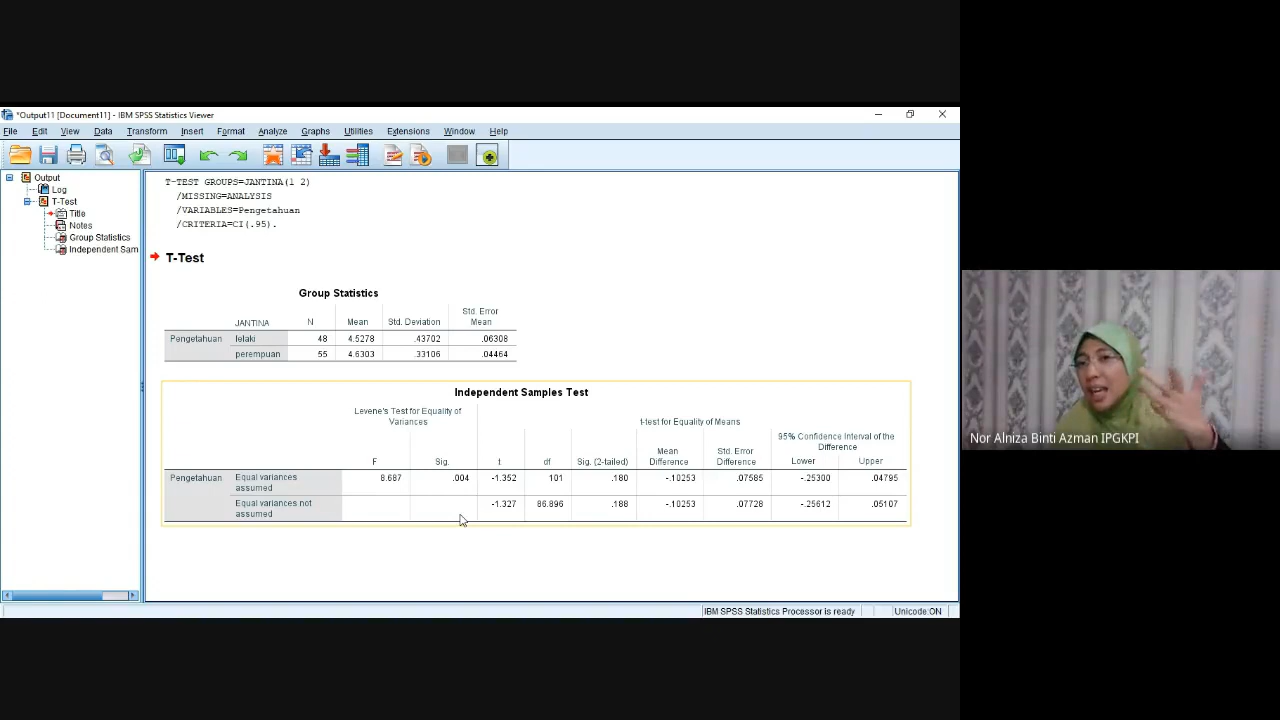 *Output11 [Document11] - IBM SPSS Statistics Viewer
File Edit View Data Transform Insert Format Analyze Graphs Utilities Extensions Window Help
Output
Log
T-Test
Title
Notes
Group Statistics
Independent Sam
T-TEST GROUPS=JANTINA(1 2)
/MISSING=ANALYSIS
/VARIABLES=Pengetahuan
/CRITERIA=CI(.95).
T-Test
Group Statistics
JANTINA N Mean Std. Deviation Std. Error Mean
Pengetahuan lelaki 48 4.5278 .43702 .06308
perempuan 55 4.6303 .33106 .04464
Independent Samples Test
Levene's Test for Equality of Variances
t-test for Equality of Means
95% Confidence Interval of the Difference
F Sig. t df Sig. (2-tailed) Mean Difference Std. Error Difference Lower Upper
Pengetahuan Equal variances assumed 8.687 .004 -1.352 101 .180 -.10253 .07585 -.25300 .04795
Equal variances not assumed -1.327 86.896 .188 -.10253 .07728 -.25612 .05107
Nor Alniza Binti Azman IPGKPI
IBM SPSS Statistics Processor is ready Unicode:ON